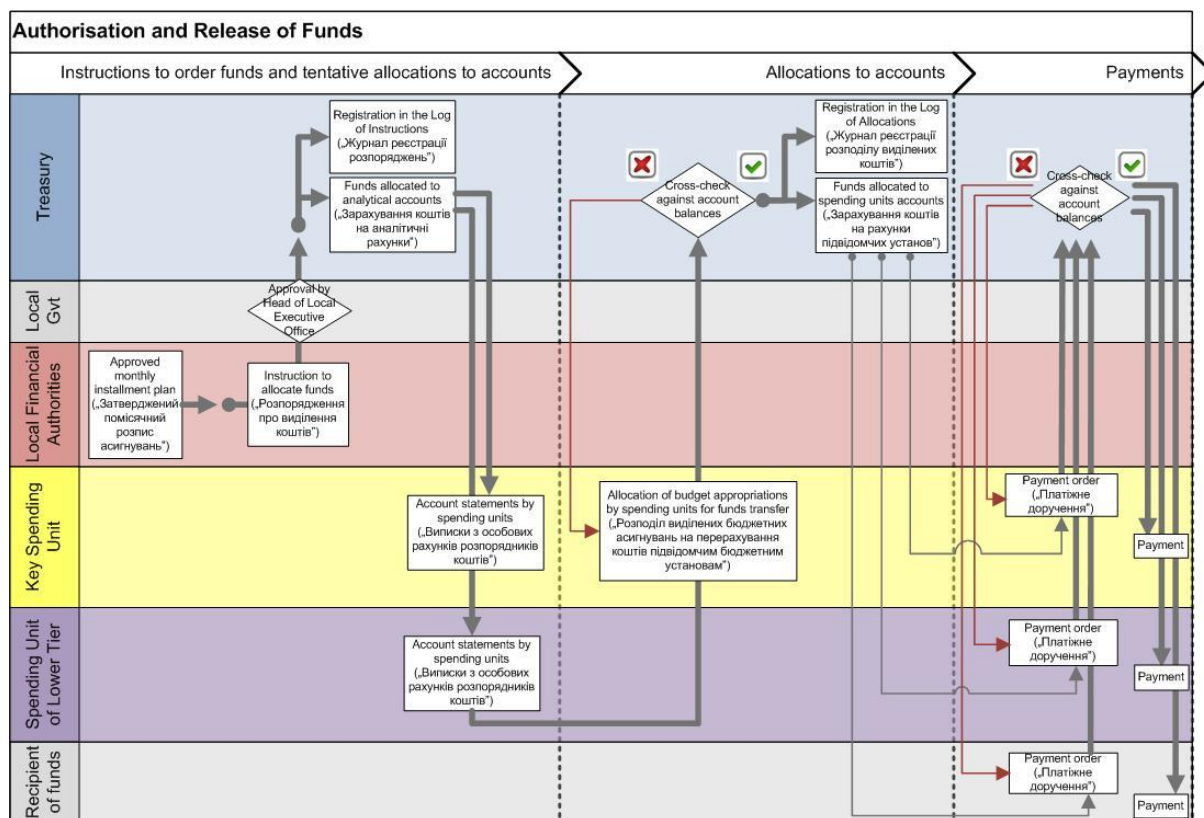 Authorisation and Release of Funds
Instructions to order funds and tentative allocations to accounts
Allocations to accounts
Payments
Treasury
Registration in the Log
of Instructions
(„Журнал реєстрації
розпоряджень”)
Funds allocated to
analytical accounts
(„Зарахування коштів
на аналітичні
рахунки”)
Cross-check
against account
balances
Registration in the Log
of Allocations
(„Журнал реєстрації
розподілу виділених
коштів”)
Funds allocated to
spending units accounts
(„Зарахування коштів
на рахунки
підвідомчих установ”)
Cross-check
against
account
balances
Local
Gvt
Approval by
Head of Local
Executive
Office
Local Financial
Authorities
Approved
monthly
installment plan
(„Затверджений
помісячний
розпис
асигнувань”)
Instruction to
allocate funds
(„Розпорядження
про виділення
коштів”)
Key Spending
Unit
Account statements by
spending units
(„Виписки з особових
рахунків розпорядників
коштів”)
Allocation of budget appropriations
by spending units for funds transfer
(„Розподіл виділених бюджетних
асигнувань на перерахування
коштів підвідомчим бюджетним
установам”)
Payment order
(„Платіжне
доручення”)
Payment
Spending Unit
of Lower Tier
Account statements by
spending units
(„Виписки з особових
рахунків розпорядників
коштів”)
Payment order
(„Платіжне
доручення”)
Payment
Recipient
of funds
Payment order
(„Платіжне
доручення”)
Payment